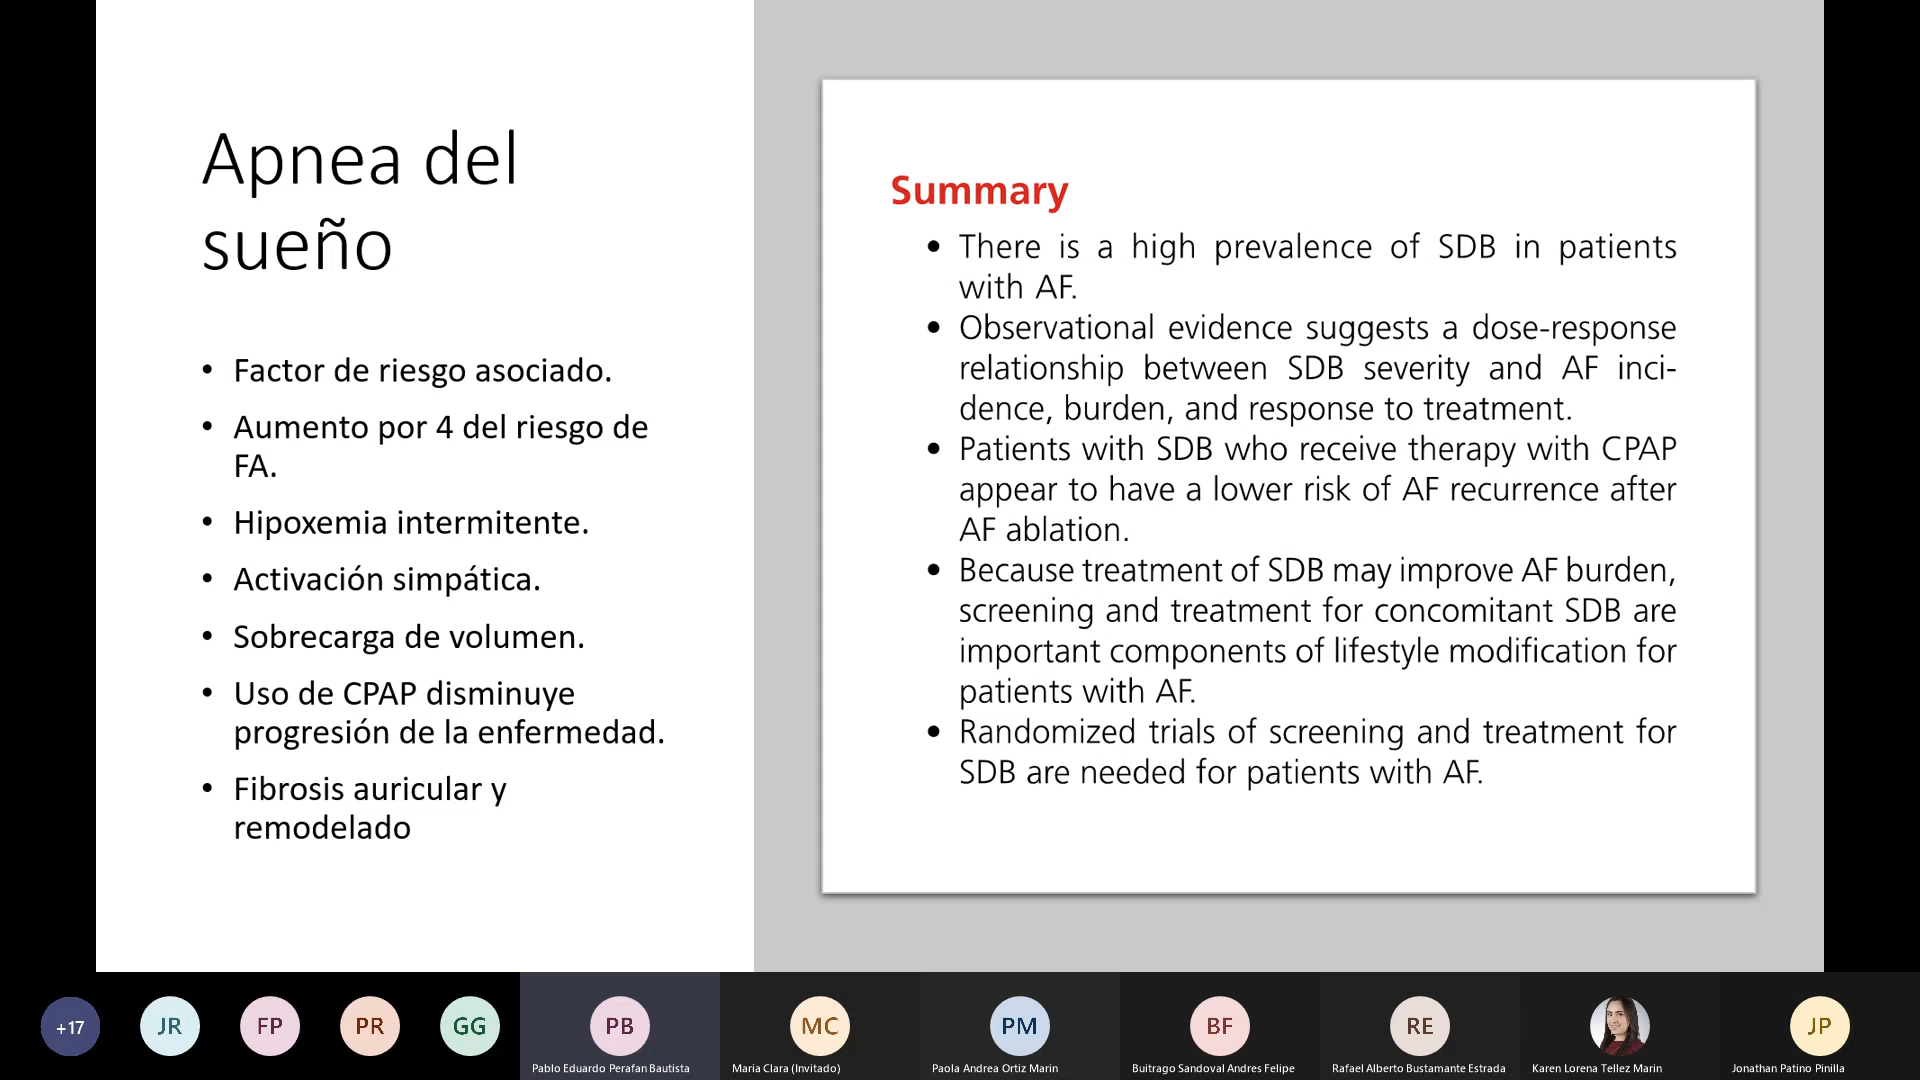 Apnea del
sueño
• Factor de riesgo asociado.
• Aumento por 4 del riesgo de
FA.
• Hipoxemia intermitente.
• Activación simpática.
• Sobrecarga de volumen.
• Uso de CPAP disminuye
progresión de la enfermedad.
• Fibrosis auricular y
remodelado
Summary
• There is a high prevalence of SDB in patients
with AF.
• Observational evidence suggests a dose-response
relationship between SDB severity and AF inci-
dence, burden, and response to treatment.
• Patients with SDB who receive therapy with CPAP
appear to have a lower risk of AF recurrence after
AF ablation.
• Because treatment of SDB may improve AF burden,
screening and treatment for concomitant SDB are
important components of lifestyle modification for
patients with AF.
• Randomized trials of screening and treatment for
SDB are needed for patients with AF.
+17
JR
FP
PR
GG
PB
Pablo Eduardo Perafan Bautista
MC
Maria Clara (Invitado)
PM
Paola Andrea Ortiz Marin
BF
Buitrago Sandoval Andres Felipe
RE
Rafael Alberto Bustamante Estrada
Karen Lorena Tellez Marin
JP
Jonathan Patino Pinilla